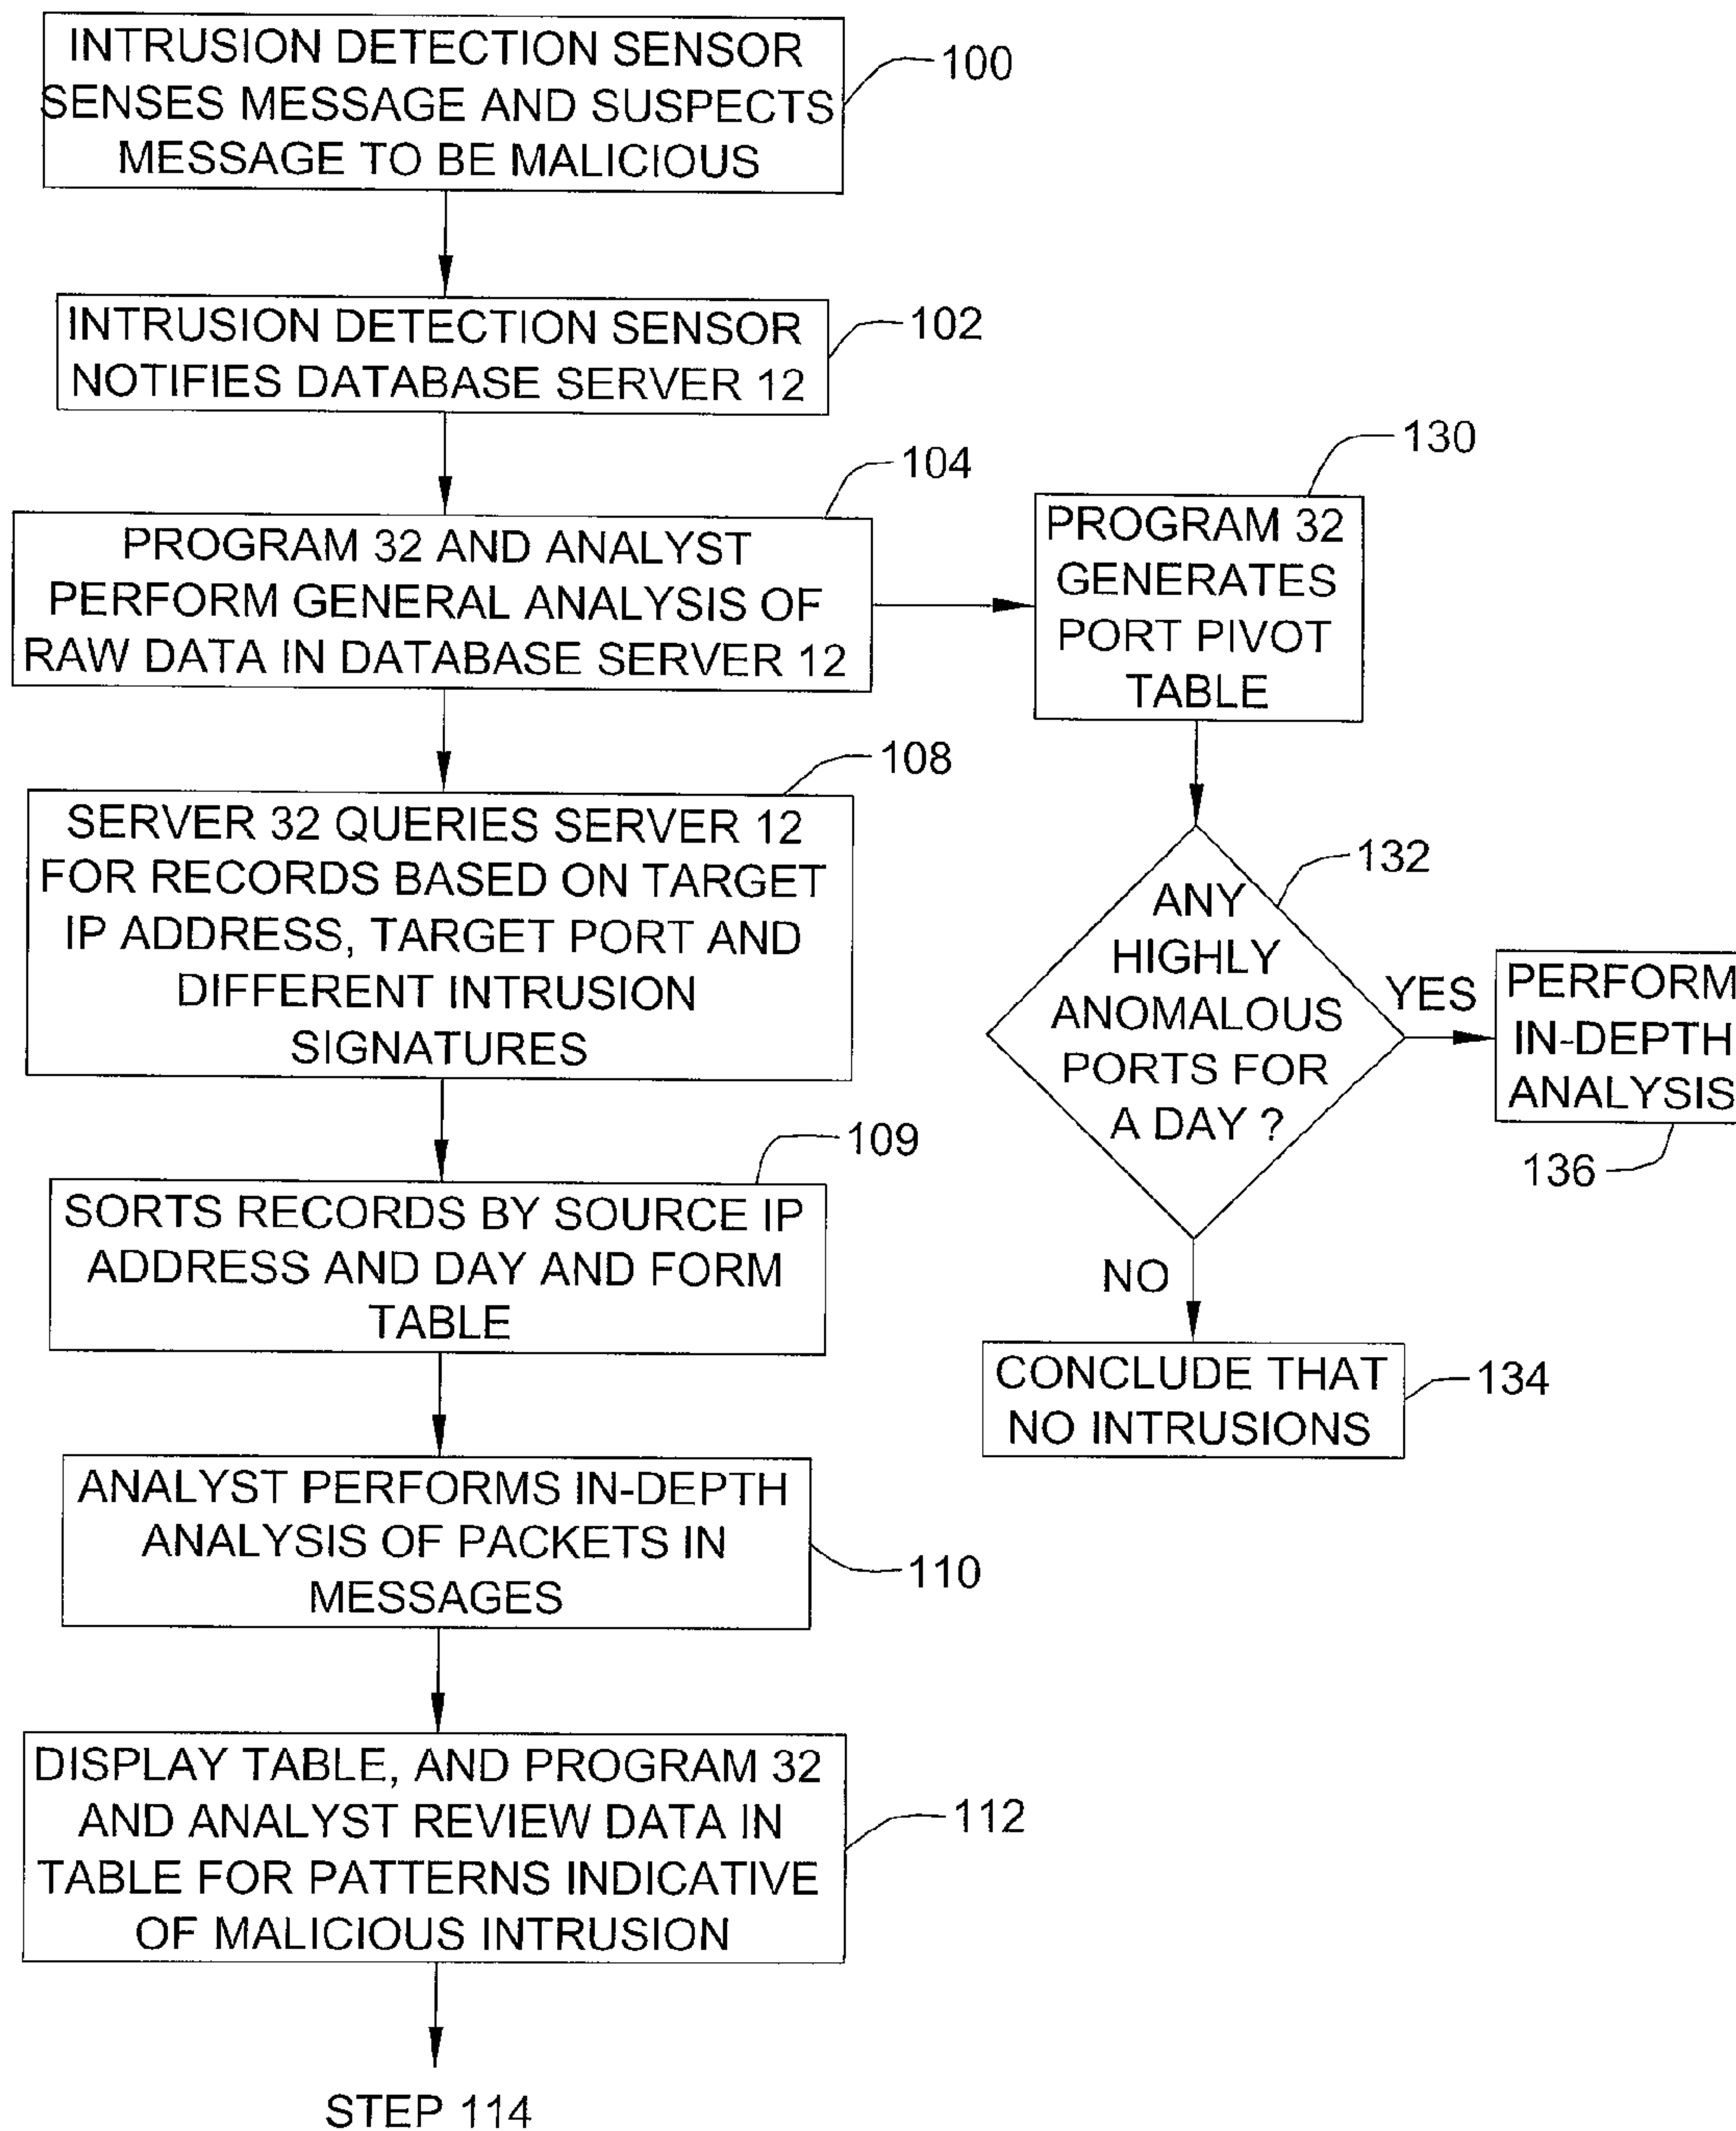 INTRUSION DETECTION SENSOR
SENSES MESSAGE AND SUSPECTS
MESSAGE TO BE MALICIOUS
100
INTRUSION DETECTION SENSOR
NOTIFIES DATABASE SERVER 12
102
PROGRAM 32 AND ANALYST
PERFORM GENERAL ANALYSIS OF
RAW DATA IN DATABASE SERVER 12
104
SERVER 32 QUERIES SERVER 12
FOR RECORDS BASED ON TARGET
IP ADDRESS, TARGET PORT AND
DIFFERENT INTRUSION
SIGNATURES
108
SORTS RECORDS BY SOURCE IP
ADDRESS AND DAY AND FORM
TABLE
109
ANALYST PERFORMS IN-DEPTH
ANALYSIS OF PACKETS IN
MESSAGES
110
DISPLAY TABLE, AND PROGRAM 32
AND ANALYST REVIEW DATA IN
TABLE FOR PATTERNS INDICATIVE
OF MALICIOUS INTRUSION
112
STEP 114
130
PROGRAM 32
GENERATES
PORT PIVOT
TABLE
132
ANY
HIGHLY
ANOMALOUS
PORTS FOR
A DAY ?
YES
PERFORM
IN-DEPTH
ANALYSIS
136
NO
CONCLUDE THAT
NO INTRUSIONS
134